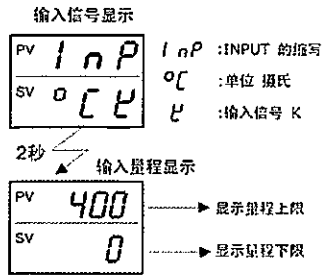 输入信号显示
PV InP
SV °C K
InP :INPUT 的缩写
°C :单位 摄氏
K :输入信号 K
2秒
输入量程显示
PV 400
SV 0
显示量程上限
显示量程下限